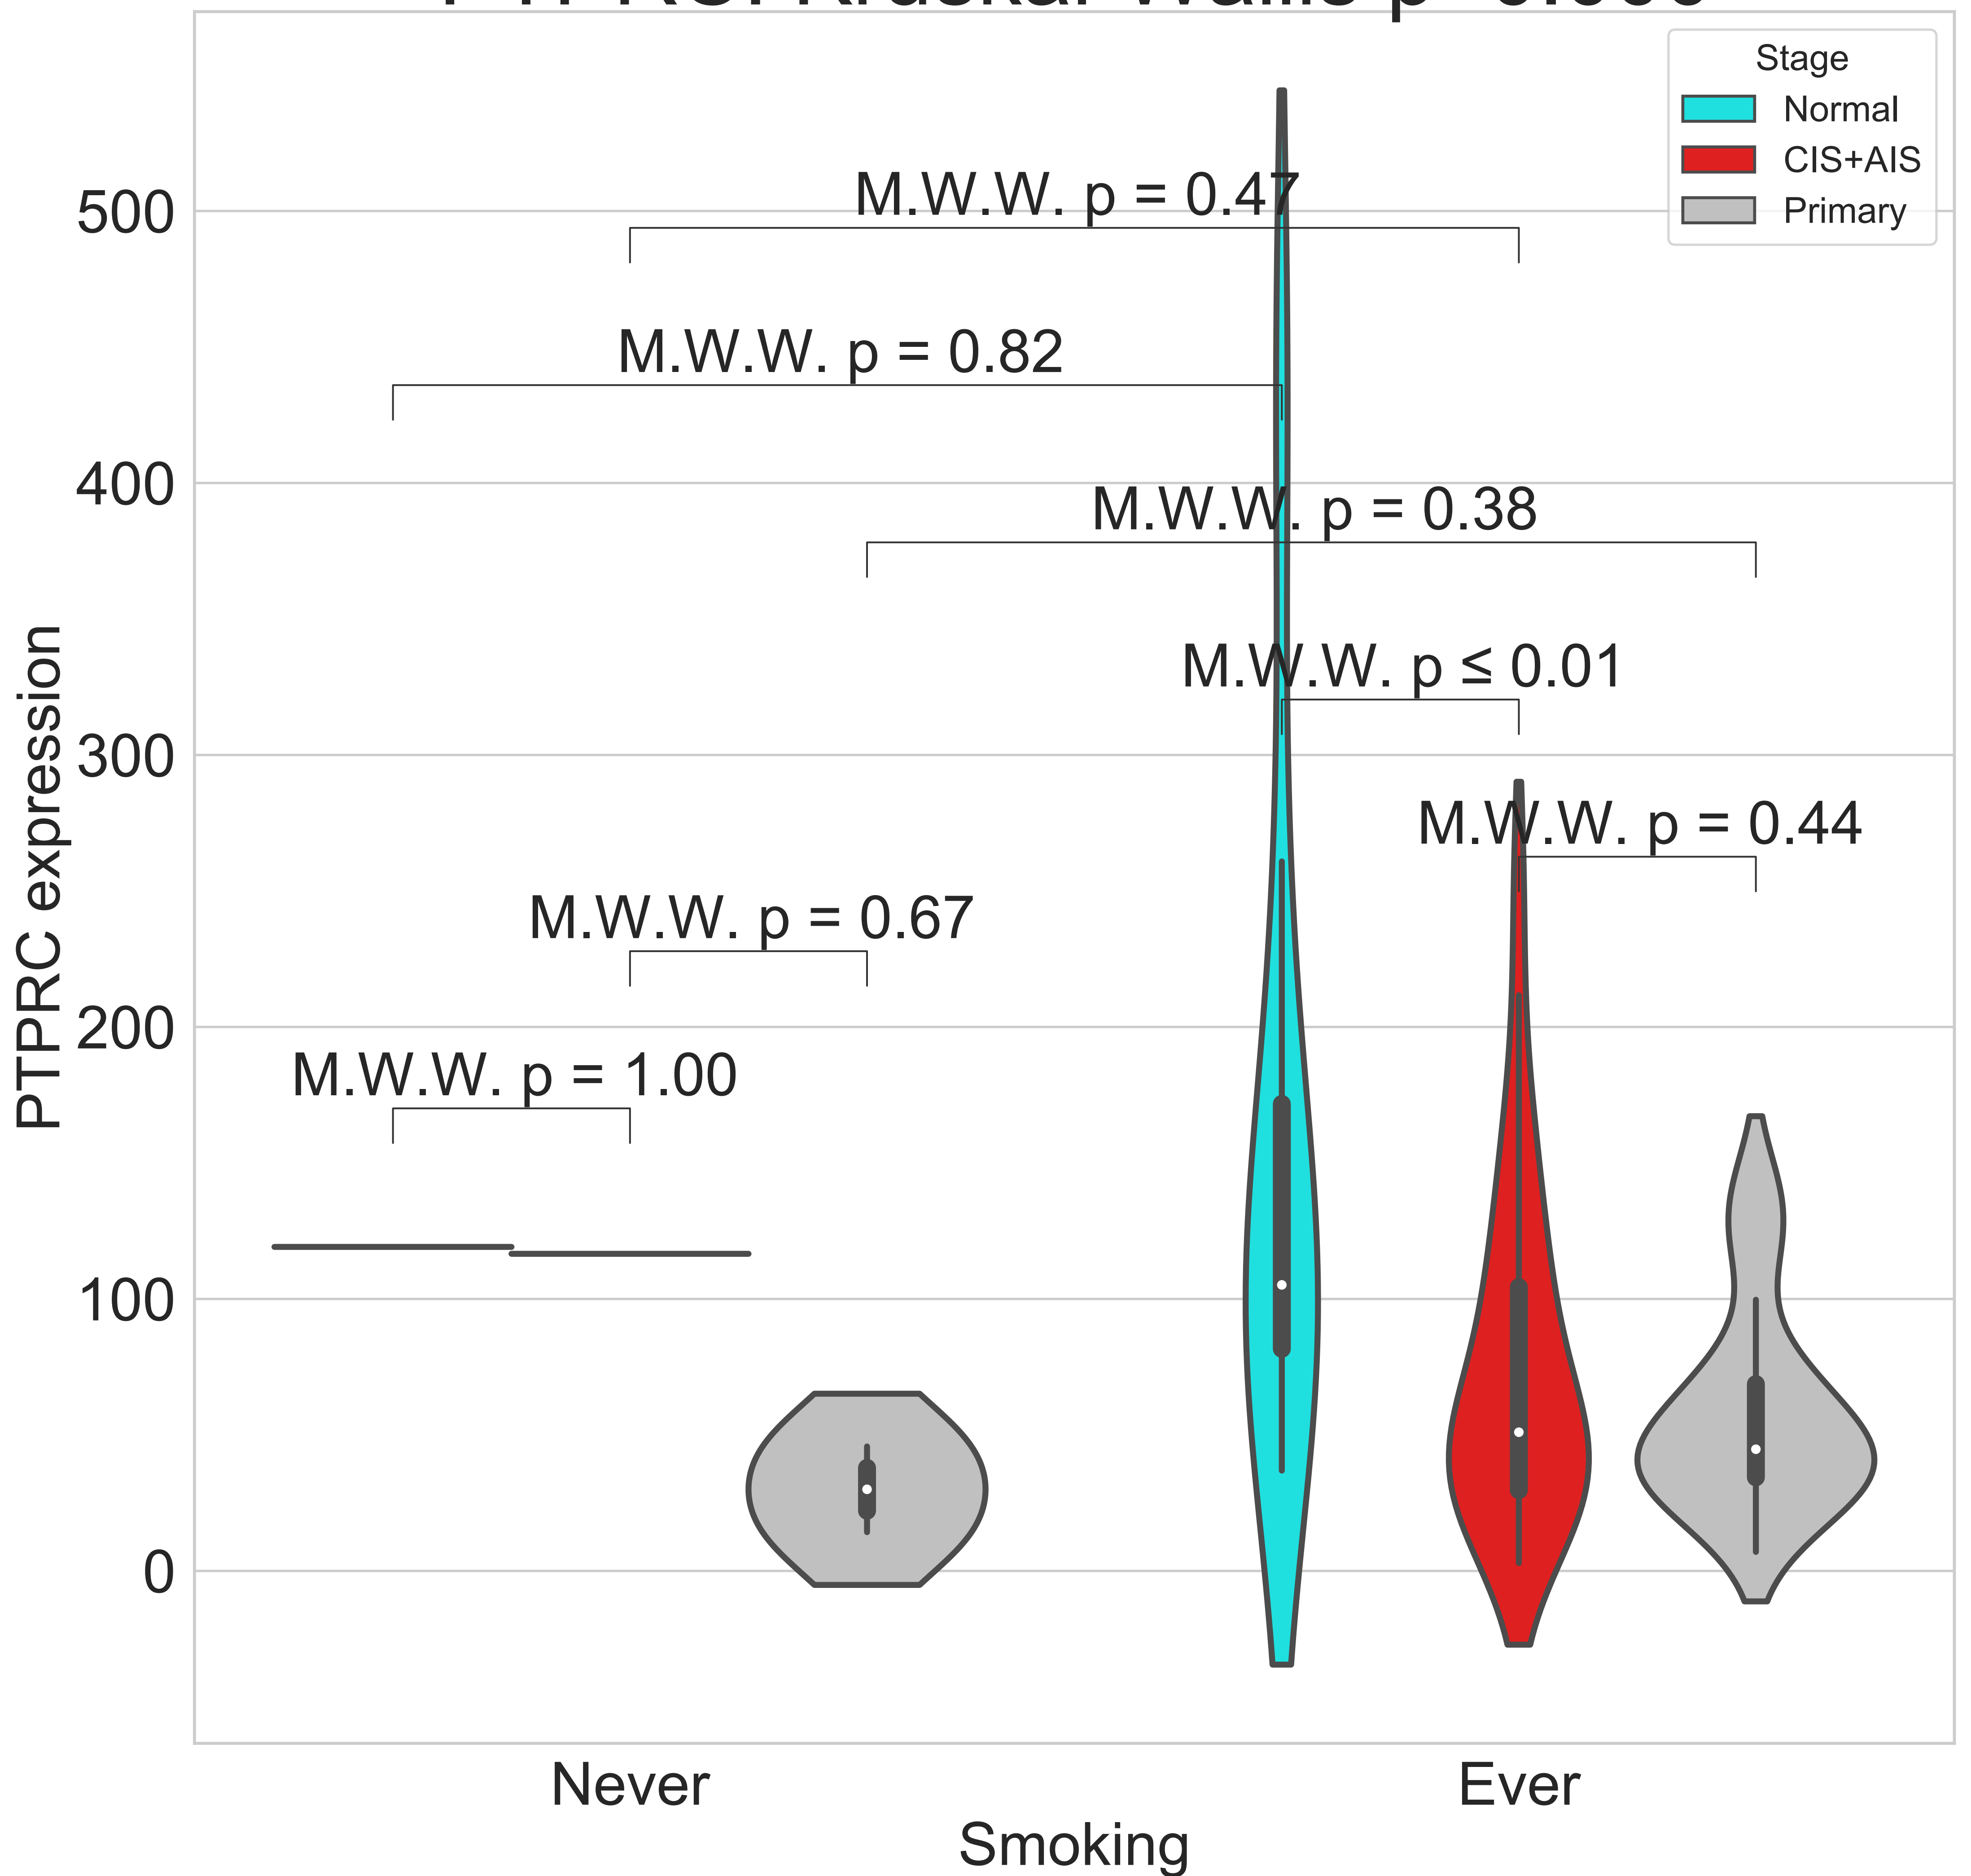 Stage
Normal
CIS+AIS
Primary
500
400
300
200
100
0
PTPRC expression
M.W.W. p = 0.47
M.W.W. p = 0.82
M.W.W. p = 0.38
M.W.W. p ≤ 0.01
M.W.W. p = 0.44
M.W.W. p = 0.67
M.W.W. p = 1.00
Never
Ever
Smoking